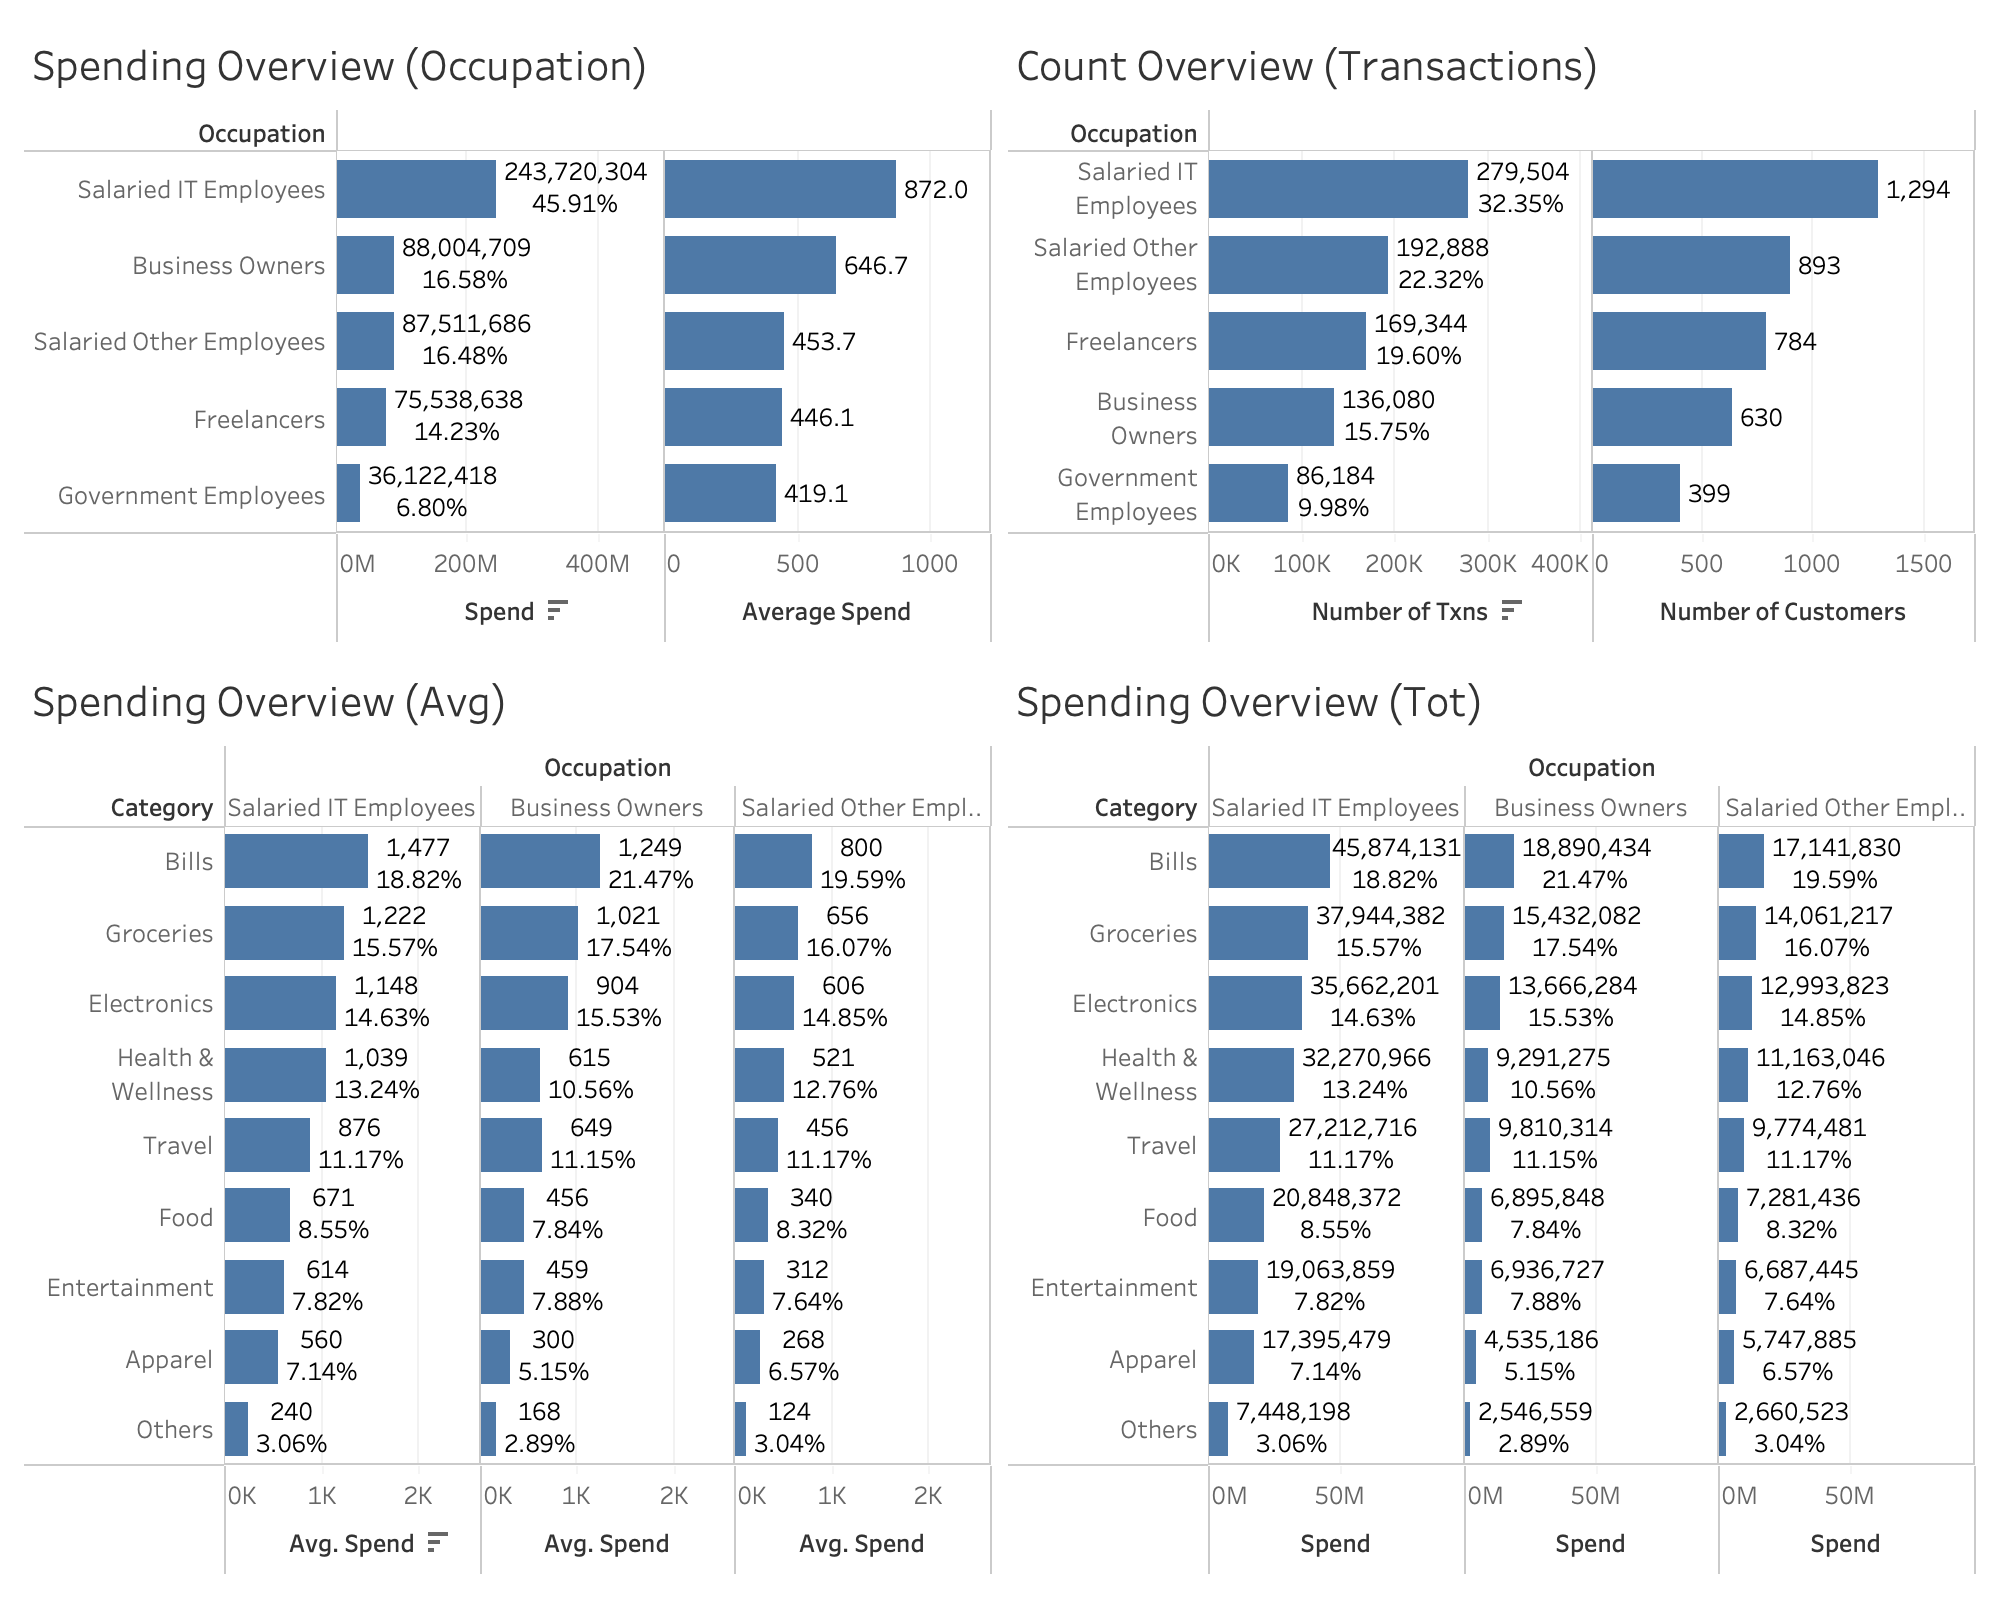 Spending Overview (Occupation)
Occupation
Salaried IT Employees
243,720,304
45.91%
872.0
Business Owners
88,004,709
16.58%
646.7
Salaried Other Employees
87,511,686
16.48%
453.7
Freelancers
75,538,638
14.23%
446.1
Government Employees
36,122,418
6.80%
419.1
0M 200M 400M 0 500 1000
Spend Average Spend
Count Overview (Transactions)
Occupation
Salaried IT
Employees
279,504
32.35%
1,294
Salaried Other
Employees
192,888
22.32%
893
Freelancers
169,344
19.60%
784
Business
Owners
136,080
15.75%
630
Government
Employees
86,184
9.98%
399
0K 100K 200K 300K 400K 0 500 1000 1500
Number of Txns Number of Customers
Spending Overview (Avg)
Occupation
Category Salaried IT Employees Business Owners Salaried Other Empl..
Bills
1,477 1,249 800
18.82% 21.47% 19.59%
Groceries
1,222 1,021 656
15.57% 17.54% 16.07%
Electronics
1,148 904 606
14.63% 15.53% 14.85%
Health &
Wellness
1,039 615 521
13.24% 10.56% 12.76%
Travel
876 649 456
11.17% 11.15% 11.17%
Food
671 456 340
8.55% 7.84% 8.32%
Entertainment
614 459 312
7.82% 7.88% 7.64%
Apparel
560 300 268
7.14% 5.15% 6.57%
Others
240 168 124
3.06% 2.89% 3.04%
0K 1K 2K 0K 1K 2K 0K 1K 2K
Avg. Spend Avg. Spend Avg. Spend
Spending Overview (Tot)
Occupation
Category Salaried IT Employees Business Owners Salaried Other Empl..
Bills
45,874,131 18,890,434 17,141,830
18.82% 21.47% 19.59%
Groceries
37,944,382 15,432,082 14,061,217
15.57% 17.54% 16.07%
Electronics
35,662,201 13,666,284 12,993,823
14.63% 15.53% 14.85%
Health &
Wellness
32,270,966 9,291,275 11,163,046
13.24% 10.56% 12.76%
Travel
27,212,716 9,810,314 9,774,481
11.17% 11.15% 11.17%
Food
20,848,372 6,895,848 7,281,436
8.55% 7.84% 8.32%
Entertainment
19,063,859 6,936,727 6,687,445
7.82% 7.88% 7.64%
Apparel
17,395,479 4,535,186 5,747,885
7.14% 5.15% 6.57%
Others
7,448,198 2,546,559 2,660,523
3.06% 2.89% 3.04%
0M 50M 0M 50M 0M 50M
Spend Spend Spend